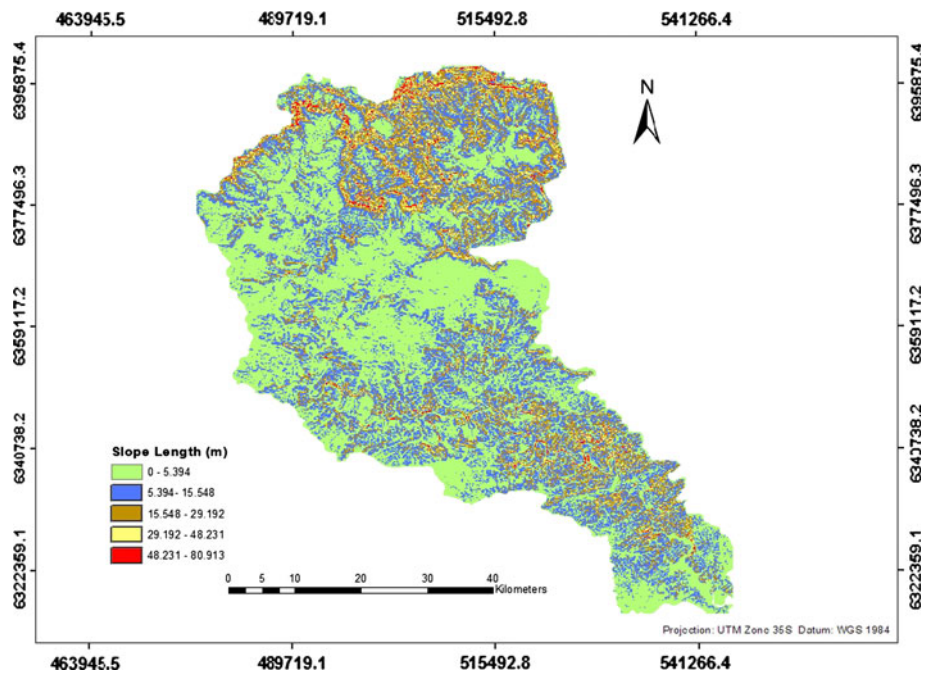 463945.5 489719.1 515492.8 541266.4
6395875.4 6395875.4
N
6377496.3 6377496.3
6359117.2 6359117.2
6340738.2 6340738.2
Slope Length (m)
0 - 5.394
5.394- 15.548
15.548 - 29.192
29.192 - 48.231
48.231 - 80.913
6322359.1 6322359.1
0 5 10 20 30 40
Kilometers
Projection: UTM Zone 35S Datum: WGS 1984
463945.5 489719.1 515492.8 541266.4